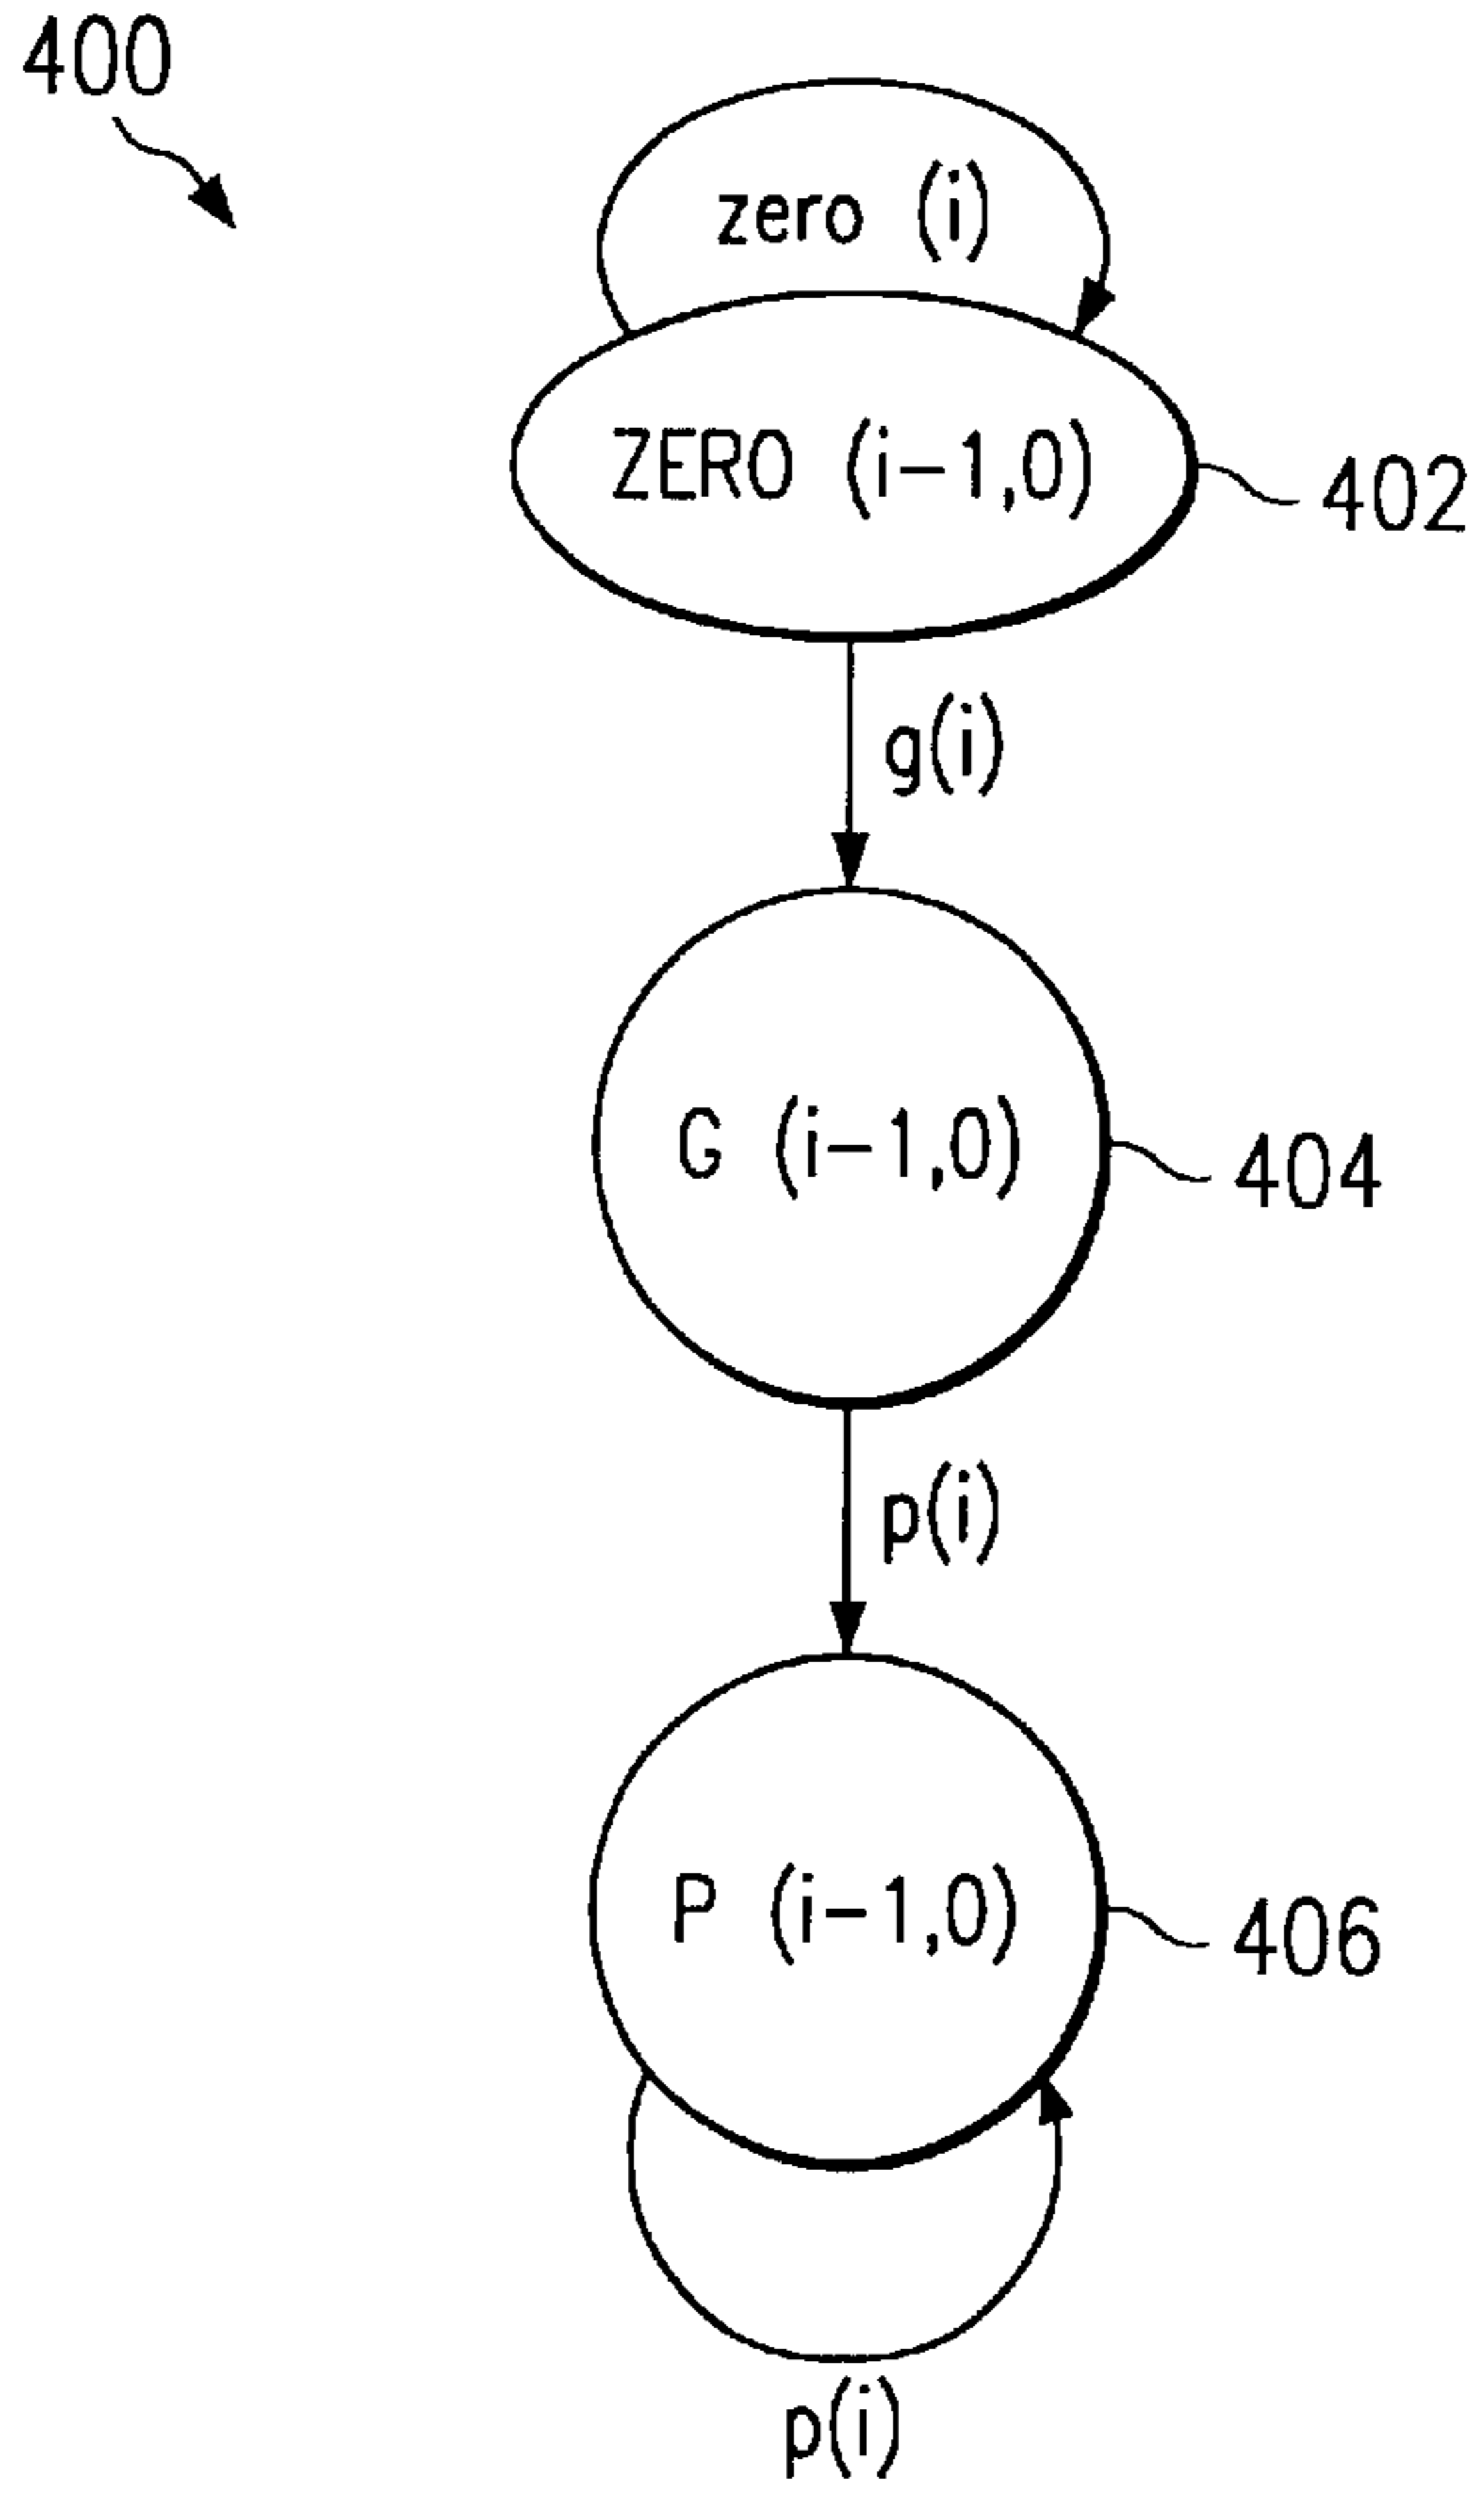 400
zero (i)
ZERO (i-1,0)
402
g(i)
G (i-1,0)
404
p(i)
P (i-1,0)
406
p(i)